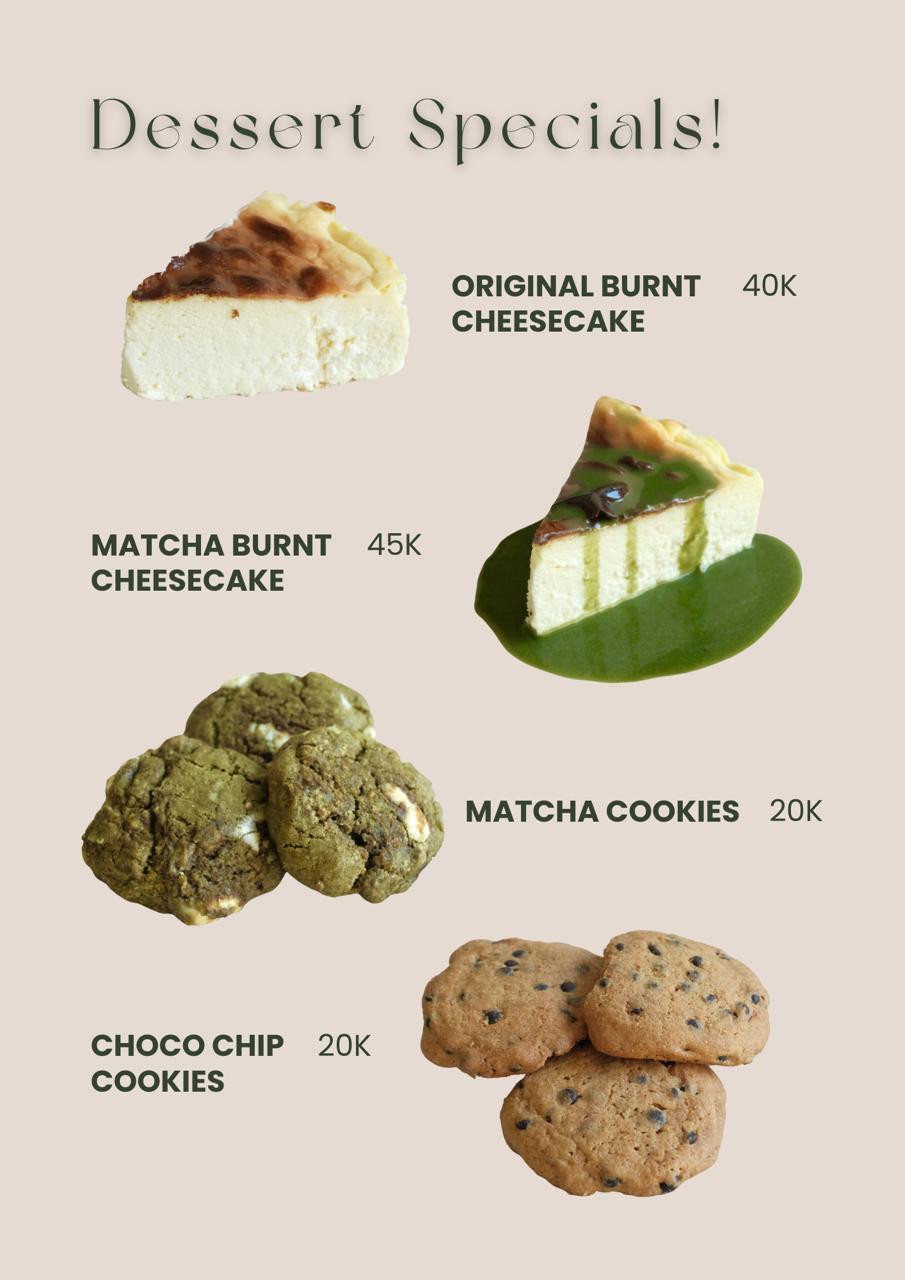 Dessert Specials!
ORIGINAL BURNT 40K
CHEESECAKE
MATCHA BURNT 45K
CHEESECAKE
MATCHA COOKIES 20K
CHOCO CHIP 20K
COOKIES